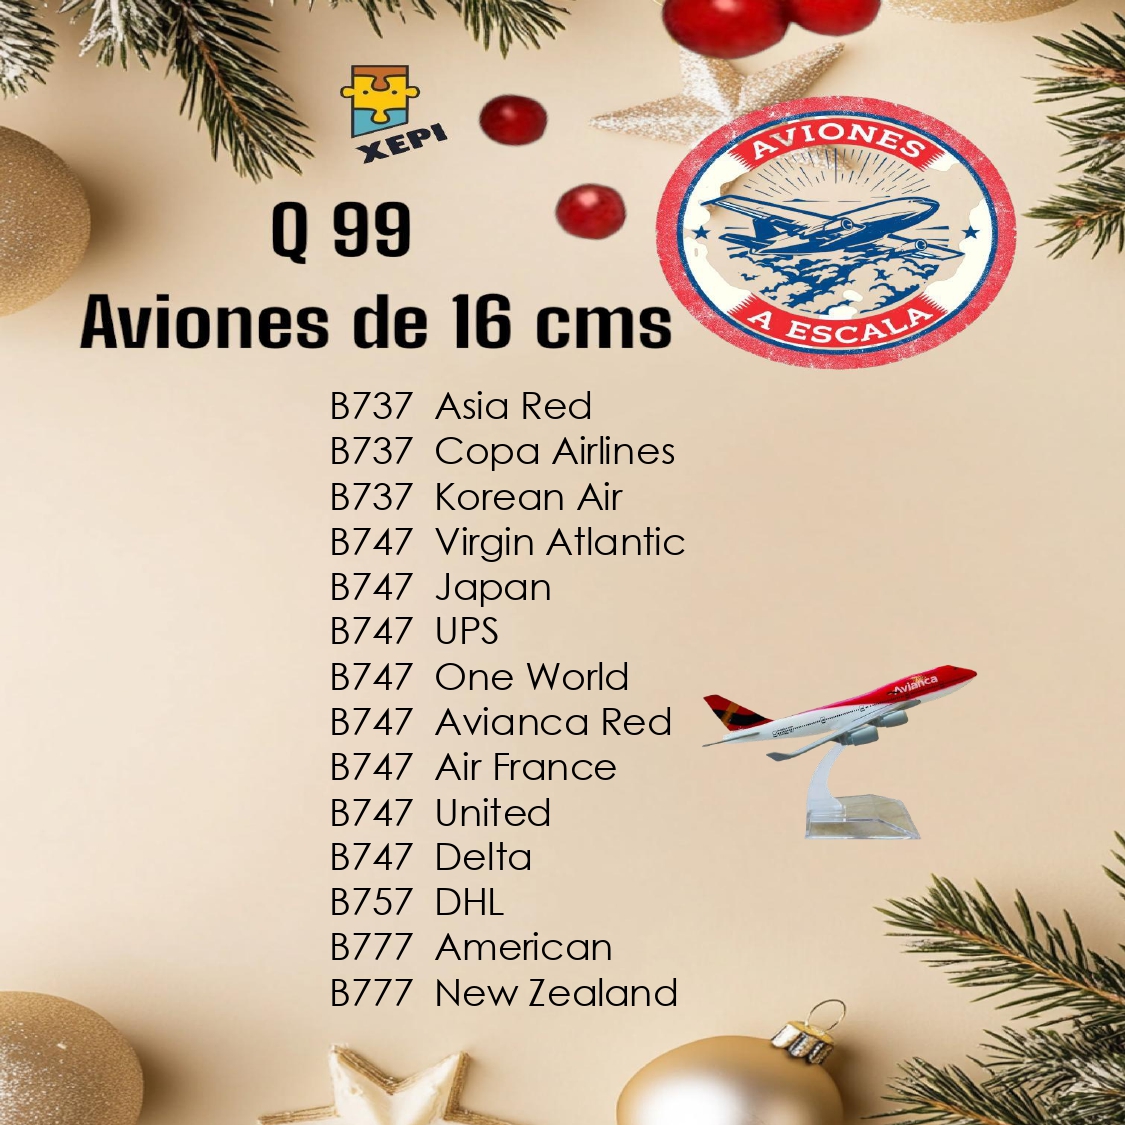 XEPI
AVIONES
A ESCALA
Q 99
Aviones de 16 cms
B737 Asia Red
B737 Copa Airlines
B737 Korean Air
B747 Virgin Atlantic
B747 Japan
B747 UPS
B747 One World
B747 Avianca Red
Avianca
B747 Air France
B747 United
B747 Delta
B757 DHL
B777 American
B777 New Zealand